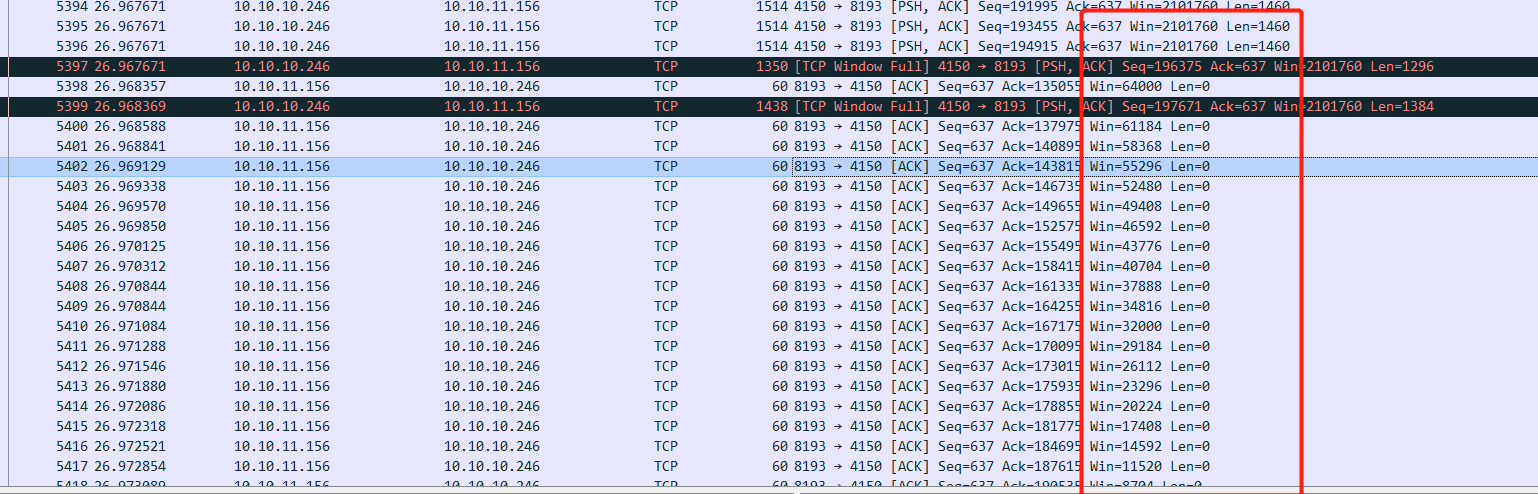 5394 26.967671 10.10.10.246 10.10.11.156 TCP 1514 4150 → 8193 [PSH, ACK] Seq=191995 Ack=637 Win=2101760 Len=1460
5395 26.967671 10.10.10.246 10.10.11.156 TCP 1514 4150 → 8193 [PSH, ACK] Seq=193455 Ack=637 Win=2101760 Len=1460
5396 26.967671 10.10.10.246 10.10.11.156 TCP 1514 4150 → 8193 [PSH, ACK] Seq=194915 Ack=637 Win=2101760 Len=1460
5397 26.967671 10.10.10.246 10.10.11.156 TCP 1350 [TCP Window Full] 4150 → 8193 [PSH, ACK] Seq=196375 Ack=637 Win=2101760 Len=1296
5398 26.968357 10.10.11.156 10.10.10.246 TCP 60 8193 → 4150 [ACK] Seq=637 Ack=135055 Win=64000 Len=0
5399 26.968369 10.10.10.246 10.10.11.156 TCP 1438 [TCP Window Full] 4150 → 8193 [PSH, ACK] Seq=197671 Ack=637 Win=2101760 Len=1384
5400 26.968588 10.10.11.156 10.10.10.246 TCP 60 8193 → 4150 [ACK] Seq=637 Ack=137975 Win=61184 Len=0
5401 26.968841 10.10.11.156 10.10.10.246 TCP 60 8193 → 4150 [ACK] Seq=637 Ack=140895 Win=58368 Len=0
5402 26.969129 10.10.11.156 10.10.10.246 TCP 60 8193 → 4150 [ACK] Seq=637 Ack=143815 Win=55296 Len=0
5403 26.969338 10.10.11.156 10.10.10.246 TCP 60 8193 → 4150 [ACK] Seq=637 Ack=146735 Win=52480 Len=0
5404 26.969570 10.10.11.156 10.10.10.246 TCP 60 8193 → 4150 [ACK] Seq=637 Ack=149655 Win=49408 Len=0
5405 26.969850 10.10.11.156 10.10.10.246 TCP 60 8193 → 4150 [ACK] Seq=637 Ack=152575 Win=46592 Len=0
5406 26.970125 10.10.11.156 10.10.10.246 TCP 60 8193 → 4150 [ACK] Seq=637 Ack=155495 Win=43776 Len=0
5407 26.970312 10.10.11.156 10.10.10.246 TCP 60 8193 → 4150 [ACK] Seq=637 Ack=158415 Win=40704 Len=0
5408 26.970844 10.10.11.156 10.10.10.246 TCP 60 8193 → 4150 [ACK] Seq=637 Ack=161335 Win=37888 Len=0
5409 26.970844 10.10.11.156 10.10.10.246 TCP 60 8193 → 4150 [ACK] Seq=637 Ack=164255 Win=34816 Len=0
5410 26.971084 10.10.11.156 10.10.10.246 TCP 60 8193 → 4150 [ACK] Seq=637 Ack=167175 Win=32000 Len=0
5411 26.971288 10.10.11.156 10.10.10.246 TCP 60 8193 → 4150 [ACK] Seq=637 Ack=170095 Win=29184 Len=0
5412 26.971546 10.10.11.156 10.10.10.246 TCP 60 8193 → 4150 [ACK] Seq=637 Ack=173015 Win=26112 Len=0
5413 26.971880 10.10.11.156 10.10.10.246 TCP 60 8193 → 4150 [ACK] Seq=637 Ack=175935 Win=23296 Len=0
5414 26.972086 10.10.11.156 10.10.10.246 TCP 60 8193 → 4150 [ACK] Seq=637 Ack=178855 Win=20224 Len=0
5415 26.972318 10.10.11.156 10.10.10.246 TCP 60 8193 → 4150 [ACK] Seq=637 Ack=181775 Win=17408 Len=0
5416 26.972521 10.10.11.156 10.10.10.246 TCP 60 8193 → 4150 [ACK] Seq=637 Ack=184695 Win=14592 Len=0
5417 26.972854 10.10.11.156 10.10.10.246 TCP 60 8193 → 4150 [ACK] Seq=637 Ack=187615 Win=11520 Len=0
5418 26.973089 10.10.11.156 10.10.10.246 TCP 60 8193 → 4150 [ACK] Seq=637 Ack=190535 Win=8704 Len=0